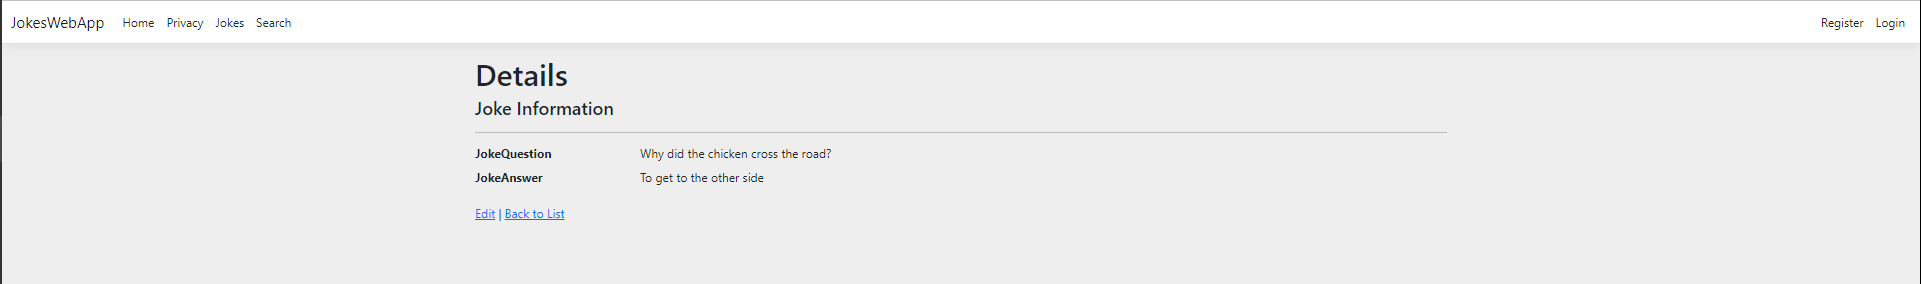 JokesWebApp Home Privacy Jokes Search Register Login
Details
Joke Information
JokeQuestion Why did the chicken cross the road?
JokeAnswer To get to the other side
Edit | Back to List